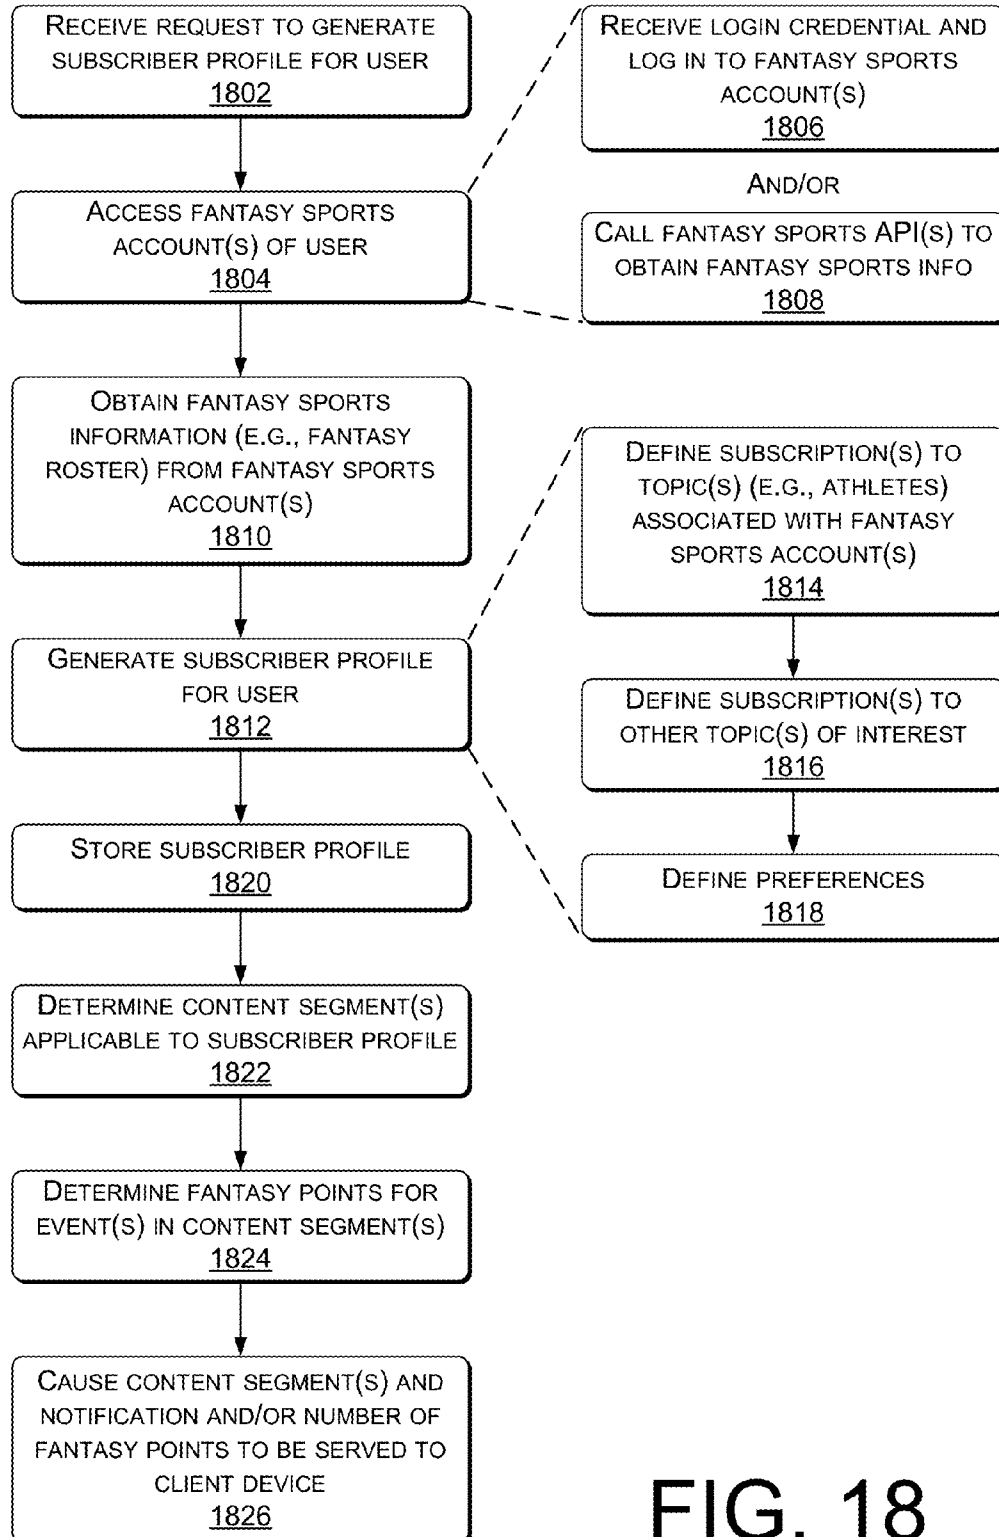 RECEIVE REQUEST TO GENERATE
SUBSCRIBER PROFILE FOR USER
1802
ACCESS FANTASY SPORTS
ACCOUNT(S) OF USER
1804
RECEIVE LOGIN CREDENTIAL AND
LOG IN TO FANTASY SPORTS
ACCOUNT(S)
1806
AND/OR
CALL FANTASY SPORTS API(S) TO
OBTAIN FANTASY SPORTS INFO
1808
OBTAIN FANTASY SPORTS
INFORMATION (E.G., FANTASY
ROSTER) FROM FANTASY SPORTS
ACCOUNT(S)
1810
GENERATE SUBSCRIBER PROFILE
FOR USER
1812
DEFINE SUBSCRIPTION(S) TO
TOPIC(S) (E.G., ATHLETES)
ASSOCIATED WITH FANTASY
SPORTS ACCOUNT(S)
1814
DEFINE SUBSCRIPTION(S) TO
OTHER TOPIC(S) OF INTEREST
1816
DEFINE PREFERENCES
1818
STORE SUBSCRIBER PROFILE
1820
DETERMINE CONTENT SEGMENT(S)
APPLICABLE TO SUBSCRIBER PROFILE
1822
DETERMINE FANTASY POINTS FOR
EVENT(S) IN CONTENT SEGMENT(S)
1824
CAUSE CONTENT SEGMENT(S) AND
NOTIFICATION AND/OR NUMBER OF
FANTASY POINTS TO BE SERVED TO
CLIENT DEVICE
1826
FIG. 18